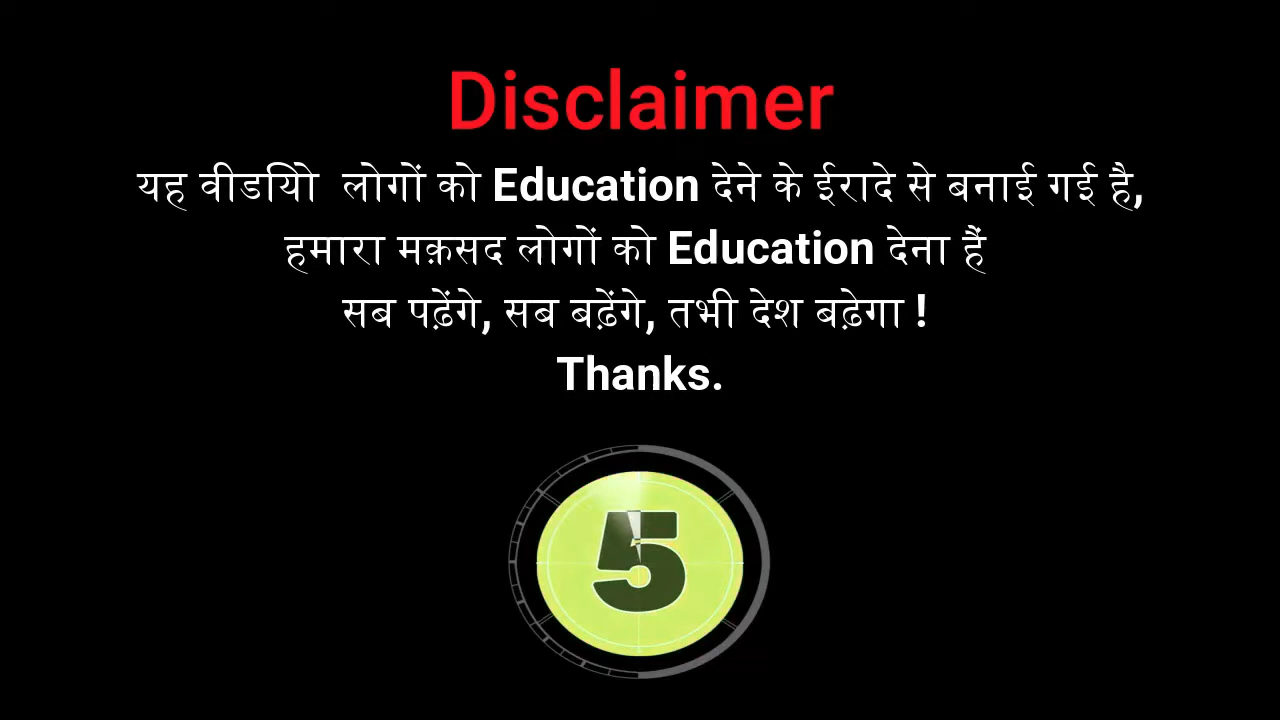 Disclaimer
यह वीडियो लोगों को Education देने के ईरादे से बनाई गई है,
हमारा मक़सद लोगों को Education देना हैं
सब पढ़ेंगे, सब बढ़ेंगे, तभी देश बढ़ेगा !
Thanks.
5